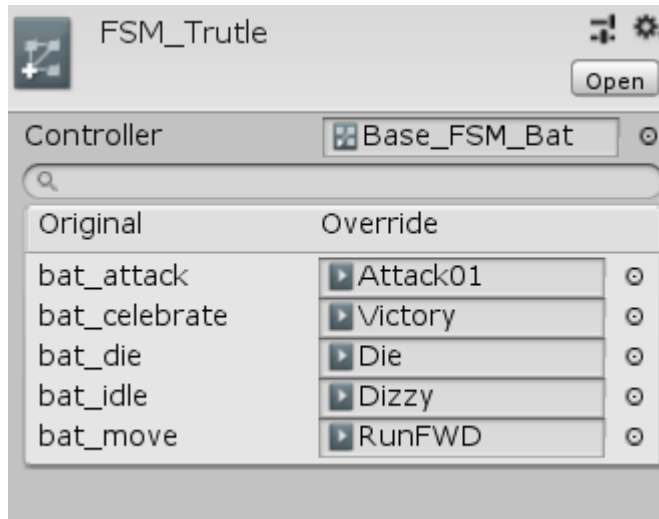 FSM_Trutle
Open
Controller Base_FSM_Bat
Original Override
bat_attack Attack01
bat_celebrate Victory
bat_die Die
bat_idle Dizzy
bat_move RunFWD